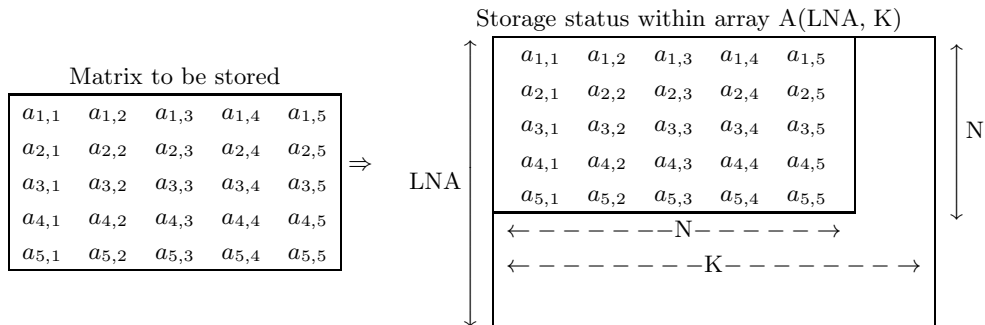 Storage status within array A(LNA, K)
Matrix to be stored
a1,1 a1,2 a1,3 a1,4 a1,5
a2,1 a2,2 a2,3 a2,4 a2,5
a3,1 a3,2 a3,3 a3,4 a3,5
a4,1 a4,2 a4,3 a4,4 a4,5
a5,1 a5,2 a5,3 a5,4 a5,5
⇒
LNA
a1,1 a1,2 a1,3 a1,4 a1,5
a2,1 a2,2 a2,3 a2,4 a2,5
a3,1 a3,2 a3,3 a3,4 a3,5
a4,1 a4,2 a4,3 a4,4 a4,5
a5,1 a5,2 a5,3 a5,4 a5,5
N
N
K